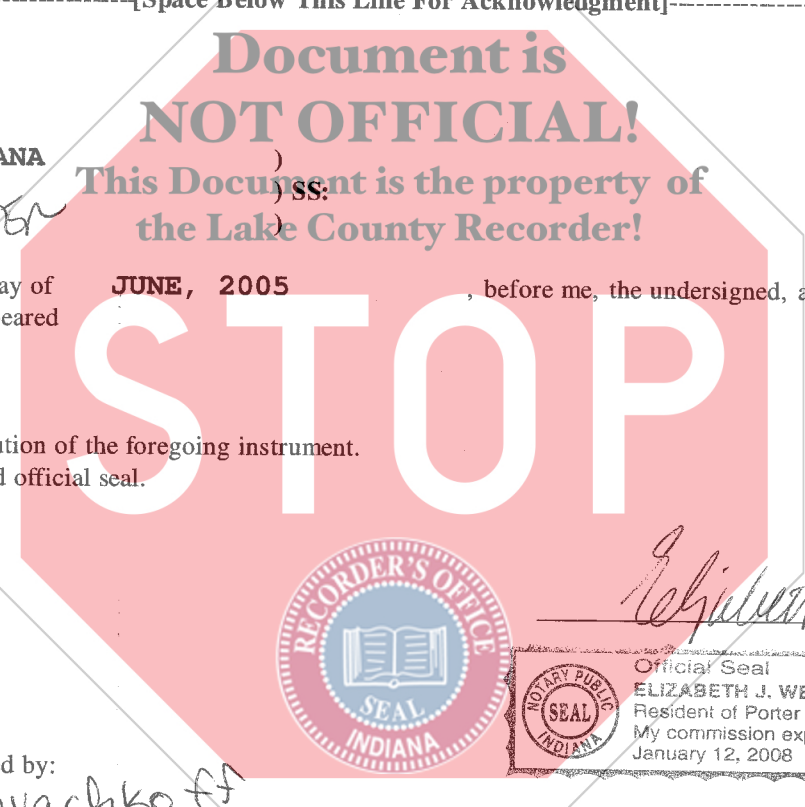 [Space Below This Line For Acknowledgment]
Document is
NOT OFFICIAL!
ANA )
This Document is the property of
) SS:
the Lake County Recorder!
)
ay of JUNE, 2005 , before me, the undersigned, a
eared
STOP
ution of the foregoing instrument.
d official seal.
RECORDER'S OFFICE
SEAL
INDIANA
NOTARY PUBLIC
SEAL
INDIANA
Official Seal
ELIZABETH J. WE
Resident of Porter
My commission exp
January 12, 2008
d by: